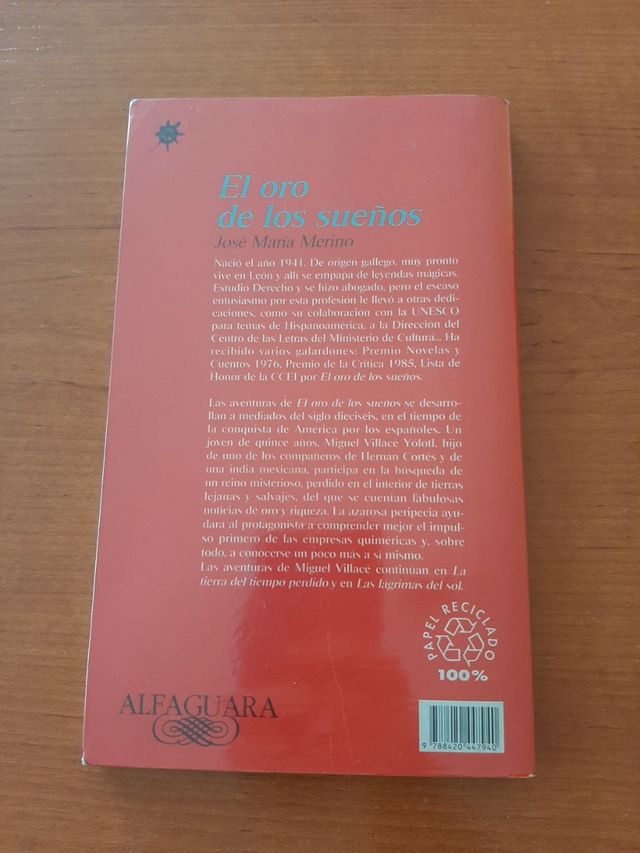 El oro
de los sueños
José María Merino
Nació el año 1941. De origen gallego, muy pronto
vive en León y allí se empapa de leyendas mágicas.
Estudió Derecho y se hizo abogado, pero el escaso
entusiasmo por esta profesión le llevó a otras dedi-
caciones, como su colaboración con la UNESCO
para temas de Hispanoamérica, a la Dirección del
Centro de las Letras del Ministerio de Cultura... Ha
recibido varios galardones: Premio Novelas y
Cuentos 1976, Premio de la Crítica 1985, Lista de
Honor de la CCEI por El oro de los sueños.
Las aventuras de El oro de los sueños se desarro-
llan a mediados del siglo dieciséis, en el tiempo de
la conquista de América por los españoles. Un
joven de quince años, Miguel Villacé Yólotl, hijo
de uno de los compañeros de Hernán Cortés y de
una india mexicana, participa en la búsqueda de
un reino misterioso, perdido en el interior de tierras
lejanas y salvajes, del que se cuentan fabulosas
noticias de oro y riqueza. La azarosa peripecia ayu-
dará al protagonista a comprender mejor el impul-
so primero de las empresas quiméricas y, sobre
todo, a conocerse un poco más a sí mismo.
Las aventuras de Miguel Villacé continúan en La
tierra del tiempo perdido y en Las lágrimas del sol.
PAPEL RECICLADO
100%
ALFAGUARA
9 788420 447940